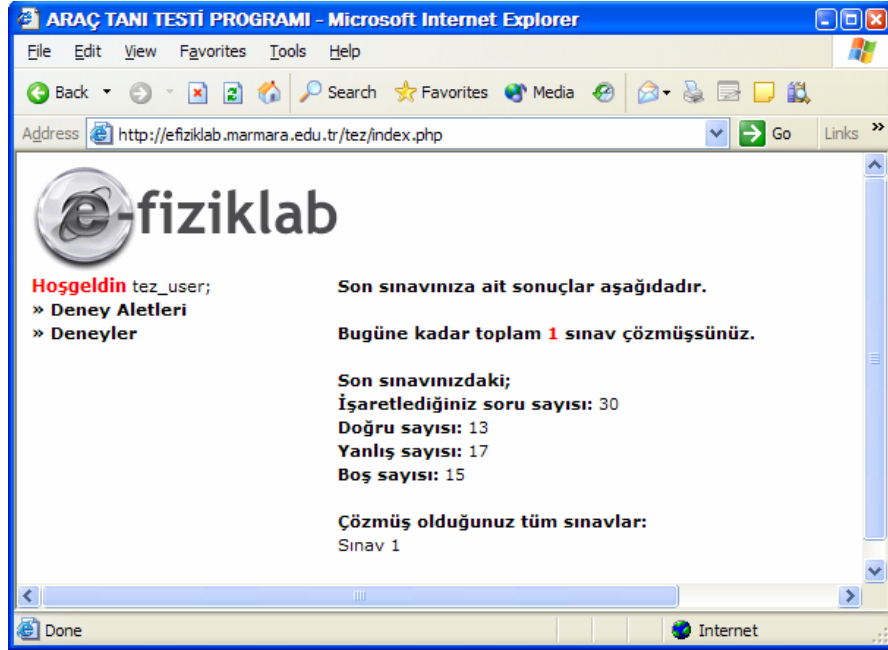 ARAÇ TANI TESTİ PROGRAMI - Microsoft Internet Explorer
File Edit View Favorites Tools Help
Back Search Favorites Media
Address http://efiziklab.marmara.edu.tr/tez/index.php Go Links »
e-fiziklab
Hoşgeldin tez_user;
» Deney Aletleri
» Deneyler
Son sınavınıza ait sonuçlar aşağıdadır.
Bugüne kadar toplam 1 sınav çözmüşsünüz.
Son sınavınızdaki;
İşaretlediğiniz soru sayısı: 30
Doğru sayısı: 13
Yanlış sayısı: 17
Boş sayısı: 15
Çözmüş olduğunuz tüm sınavlar:
Sınav 1
Done Internet